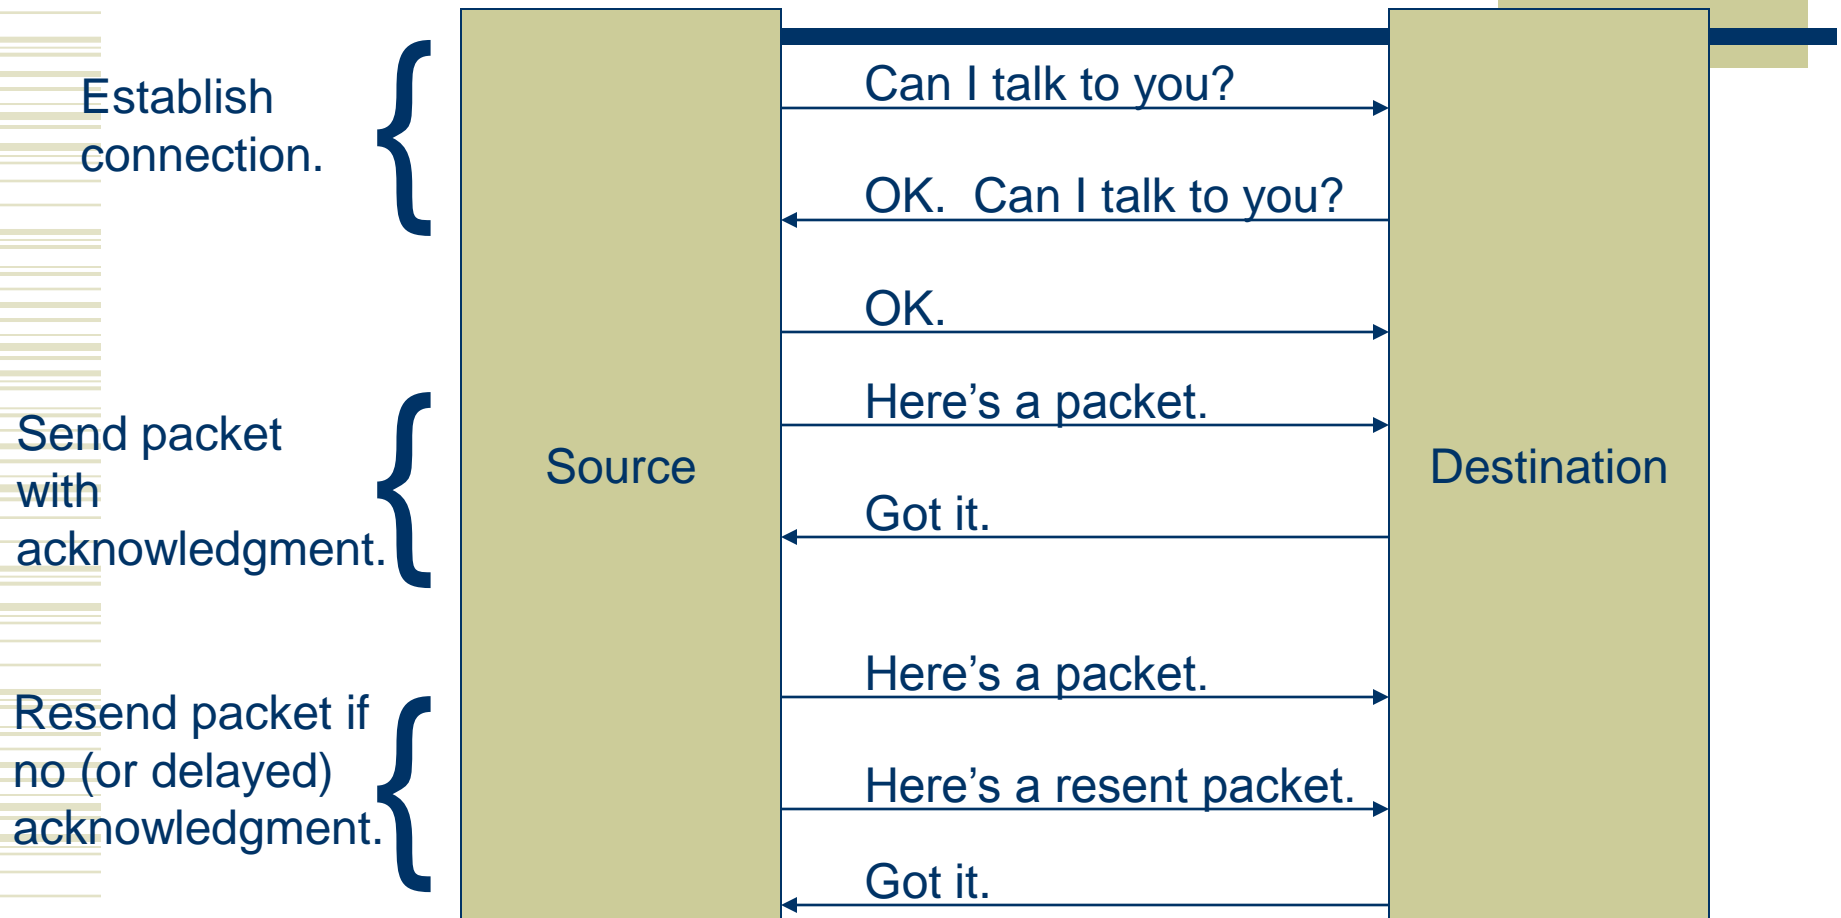 Establish
connection.
Can I talk to you?
OK.  Can I talk to you?
OK.
Send packet
with
acknowledgment.
Source
Here’s a packet.
Got it.
Destination
Resend packet if
no (or delayed)
acknowledgment.
Here’s a packet.
Here’s a resent packet.
Got it.